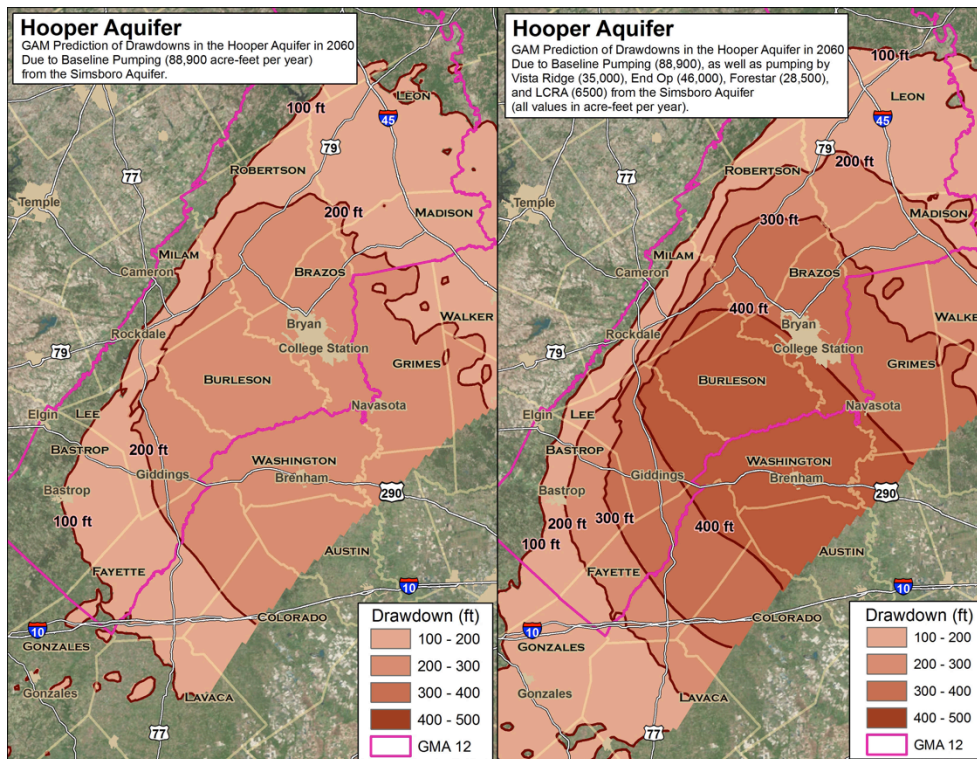 Hooper Aquifer
GAM Prediction of Drawdowns in the Hooper Aquifer in 2060
Due to Baseline Pumping (88,900 acre-feet per year)
from the Simsboro Aquifer.
100 ft
LEON
45
79
77
ROBERTSON
Temple
200 ft
MADISON
MILAM
Cameron
BRAZOS
Bryan
WALKER
Rockdale
College Station
79
GRIMES
BURLESON
Navasota
LEE
Elgin
BASTROP
200 ft
WASHINGTON
Giddings
Brenham
Bastrop
290
100 ft
AUSTIN
FAYETTE
10
COLORADO
10
GONZALES
Gonzales
LAVACA
77
Drawdown (ft)
100 - 200
200 - 300
300 - 400
400 - 500
GMA 12
Hooper Aquifer
GAM Prediction of Drawdowns in the Hooper Aquifer in 2060
Due to Baseline Pumping (88,900), as well as pumping by
Vista Ridge (35,000), End Op (46,000), Forestar (28,500),
and LCRA (6500) from the Simsboro Aquifer
(all values in acre-feet per year).
100 ft
LEON
45
79
77
200 ft
ROBERTSON
Temple
MADISON
300 ft
MILAM
Cameron
BRAZOS
400 ft
Bryan
WALKE
Rockdale
College Station
79
GRIMES
BURLESON
Navasota
LEE
Elgin
BASTROP
WASHINGTON
Giddings
Brenham
Bastrop
290
200 ft
300 ft
400 ft
100 ft
AUSTIN
FAYETTE
10
COLORADO
10
GONZALES
Gonzales
LAVACA
77
Drawdown (ft)
100 - 200
200 - 300
300 - 400
400 - 500
GMA 12